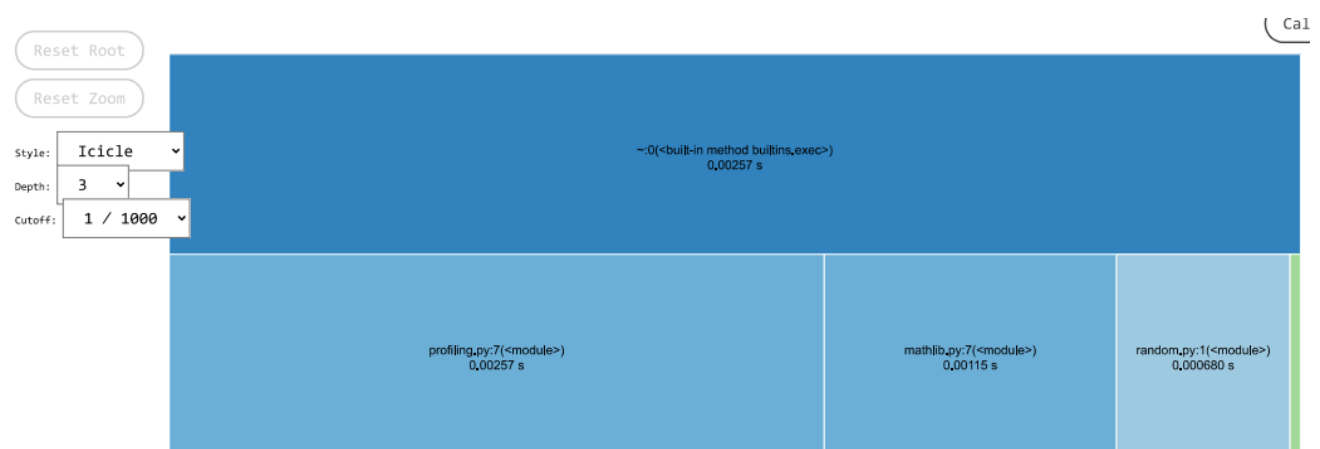 Cal
Reset Root
Reset Zoom
Style: Icicle
Depth: 3
Cutoff: 1 / 1000
~:0(<built-in method builtins.exec>)
0.00257 s
profiling.py:7(<module>)
0.00257 s
mathlib.py:7(<module>)
0.00115 s
random.py:1(<module>)
0.000680 s